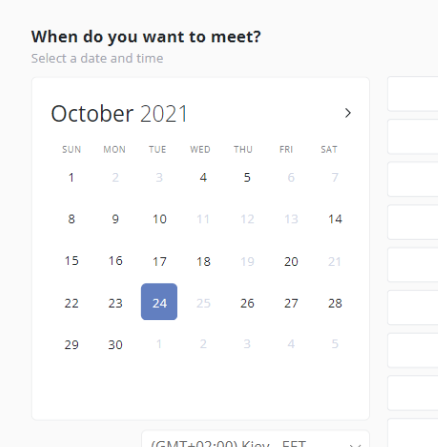 When do you want to meet?
Select a date and time
October 2021
SUN MON TUE WED THU FRI SAT
1 2 3 4 5 6 7
8 9 10 11 12 13 14
15 16 17 18 19 20 21
22 23 24 25 26 27 28
29 30 1 2 3 4 5
(GMT+02:00) Kiev - EET